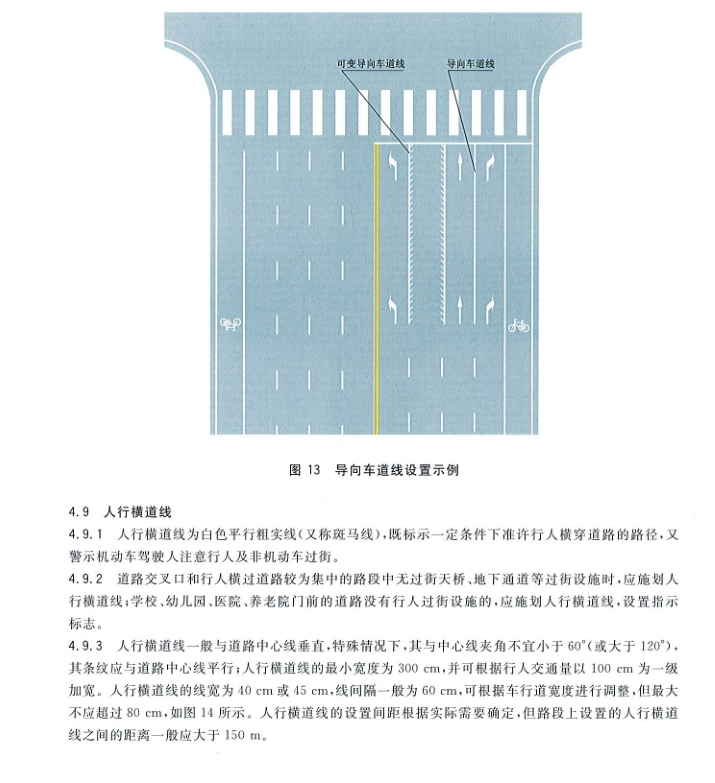 可变导向车道线 导向车道线
图 13 导向车道线设置示例
4.9 人行横道线
4.9.1 人行横道线为白色平行粗实线(又称斑马线),既标示一定条件下准许行人横穿道路的路径,又
警示机动车驾驶人注意行人及非机动车过街。
4.9.2 道路交叉口和行人横过道路较为集中的路段中无过街天桥、地下通道等过街设施时,应施划人
行横道线;学校、幼儿园、医院、养老院门前的道路没有行人过街设施的,应施划人行横道线,设置指示
标志。
4.9.3 人行横道线一般与道路中心线垂直,特殊情况下,其与中心线夹角不宜小于 60°(或大于 120°),
其条纹应与道路中心线平行;人行横道线的最小宽度为 300 cm,并可根据行人交通量以 100 cm 为一级
加宽。人行横道线的线宽为 40 cm 或 45 cm,线间隔一般为 60 cm,可根据车行道宽度进行调整,但最大
不应超过 80 cm,如图 14 所示。人行横道线的设置间距根据实际需要确定,但路段上设置的人行横道
线之间的距离一般应大于 150 m。